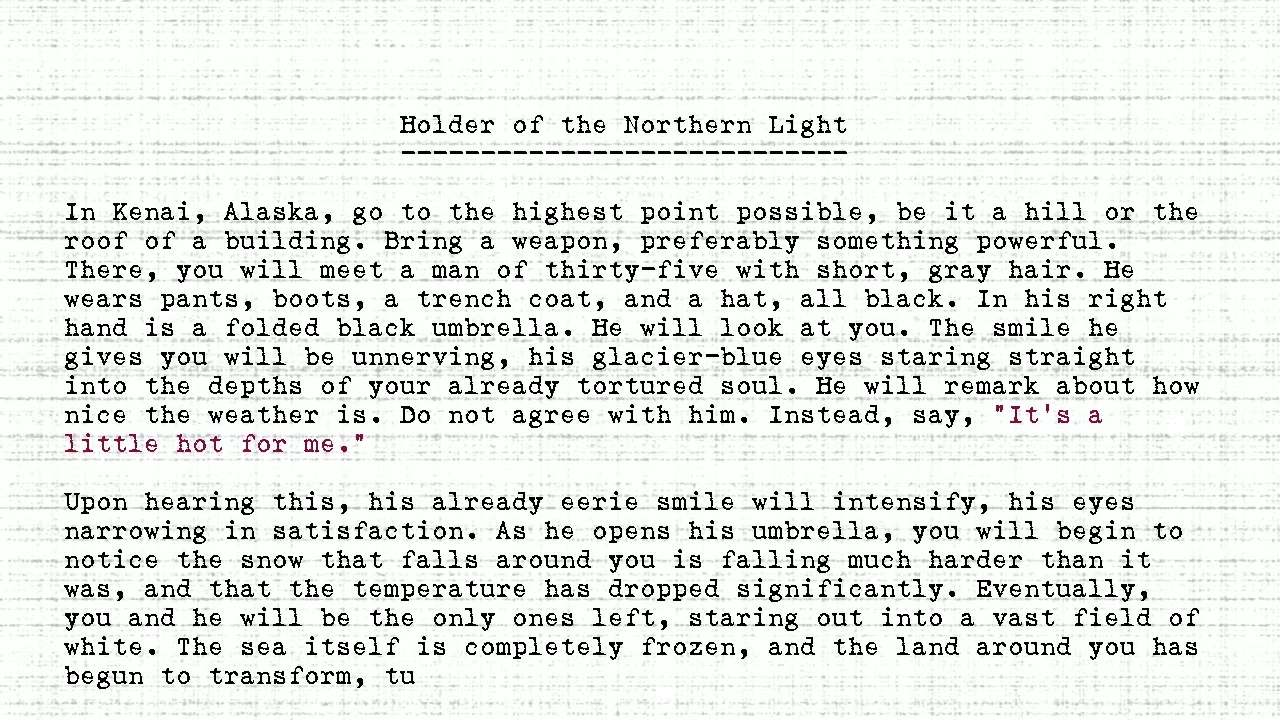 Holder of the Northern Light
----------------------------
In Kenai, Alaska, go to the highest point possible, be it a hill or the
roof of a building. Bring a weapon, preferably something powerful.
There, you will meet a man of thirty-five with short, gray hair. He
wears pants, boots, a trench coat, and a hat, all black. In his right
hand is a folded black umbrella. He will look at you. The smile he
gives you will be unnerving, his glacier-blue eyes staring straight
into the depths of your already tortured soul. He will remark about how
nice the weather is. Do not agree with him. Instead, say, "It's a
little hot for me."
Upon hearing this, his already eerie smile will intensify, his eyes
narrowing in satisfaction. As he opens his umbrella, you will begin to
notice the snow that falls around you is falling much harder than it
was, and that the temperature has dropped significantly. Eventually,
you and he will be the only ones left, staring out into a vast field of
white. The sea itself is completely frozen, and the land around you has
begun to transform, tu